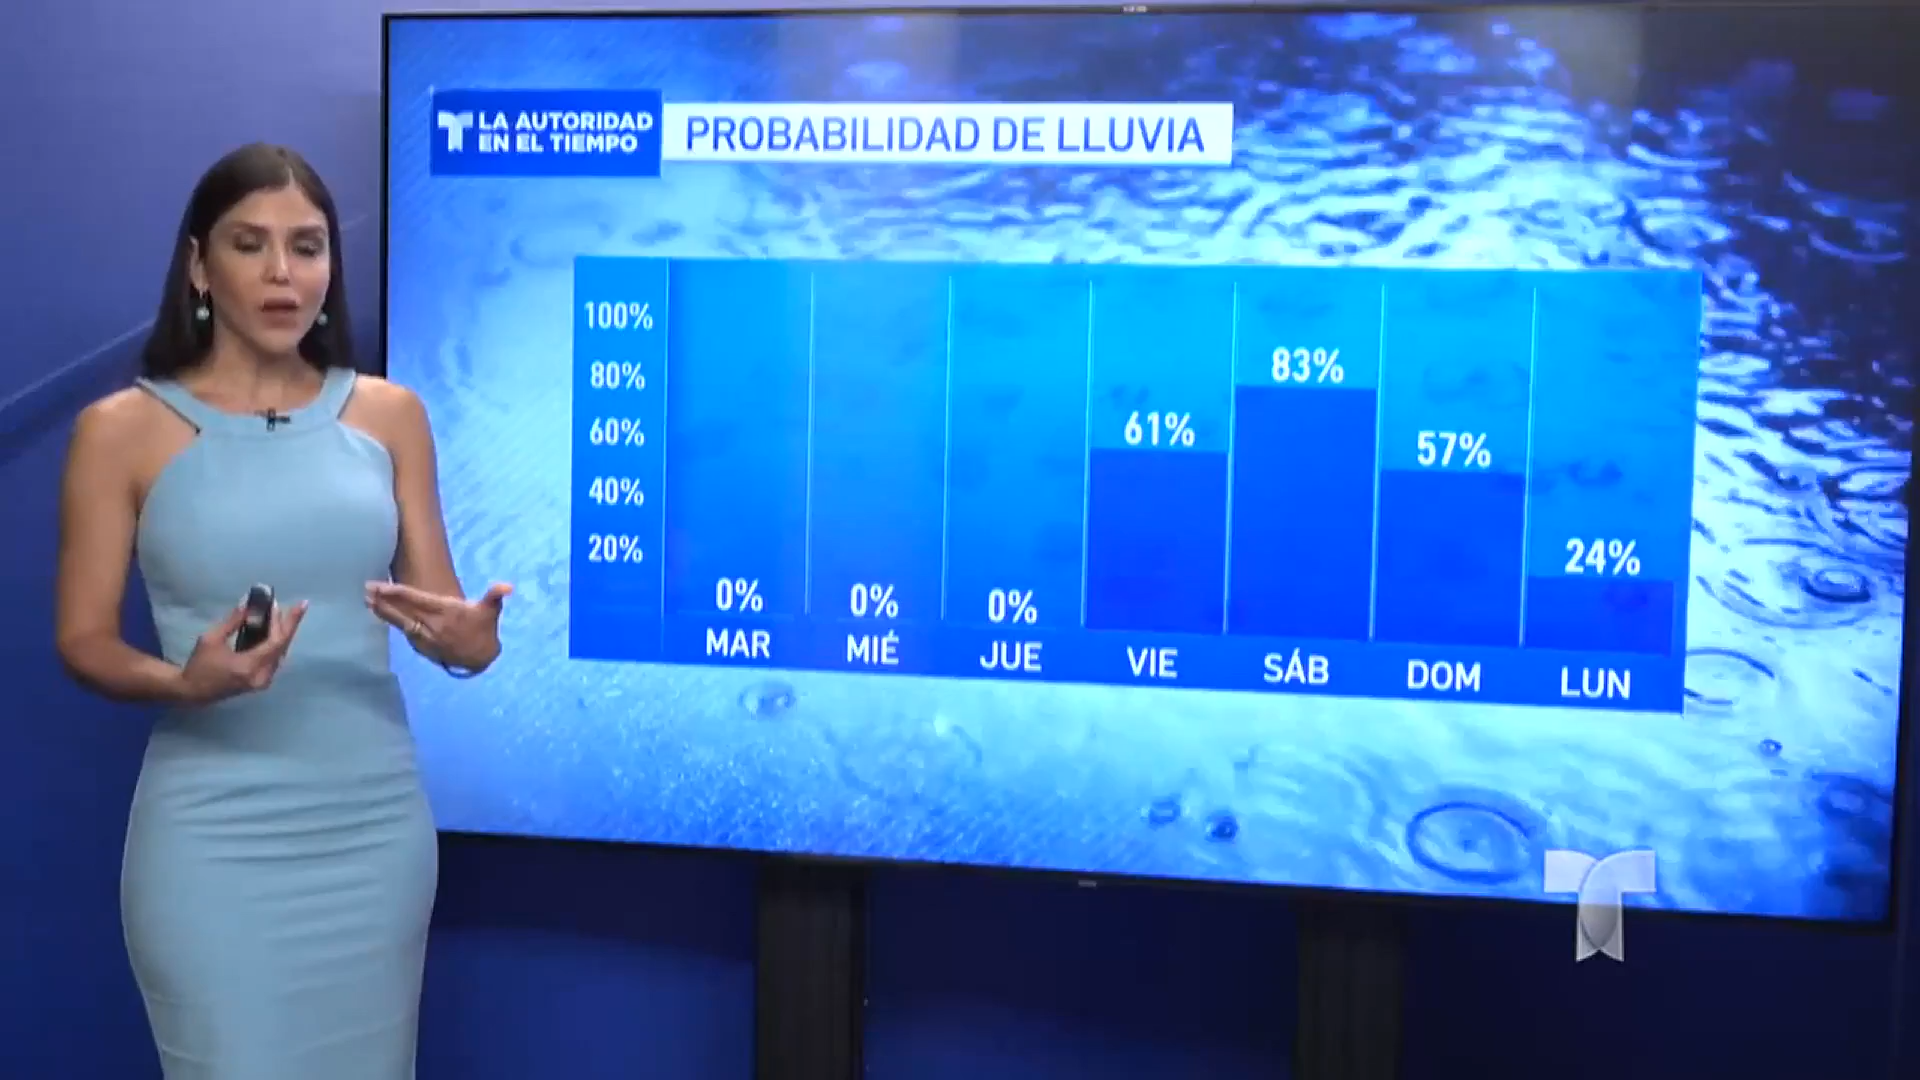 LA AUTORIDAD
EN EL TIEMPO
PROBABILIDAD DE LLUVIA
100%
80%
60%
40%
20%
0%
0%
0%
61%
83%
57%
24%
MAR
MIÉ
JUE
VIE
SÁB
DOM
LUN